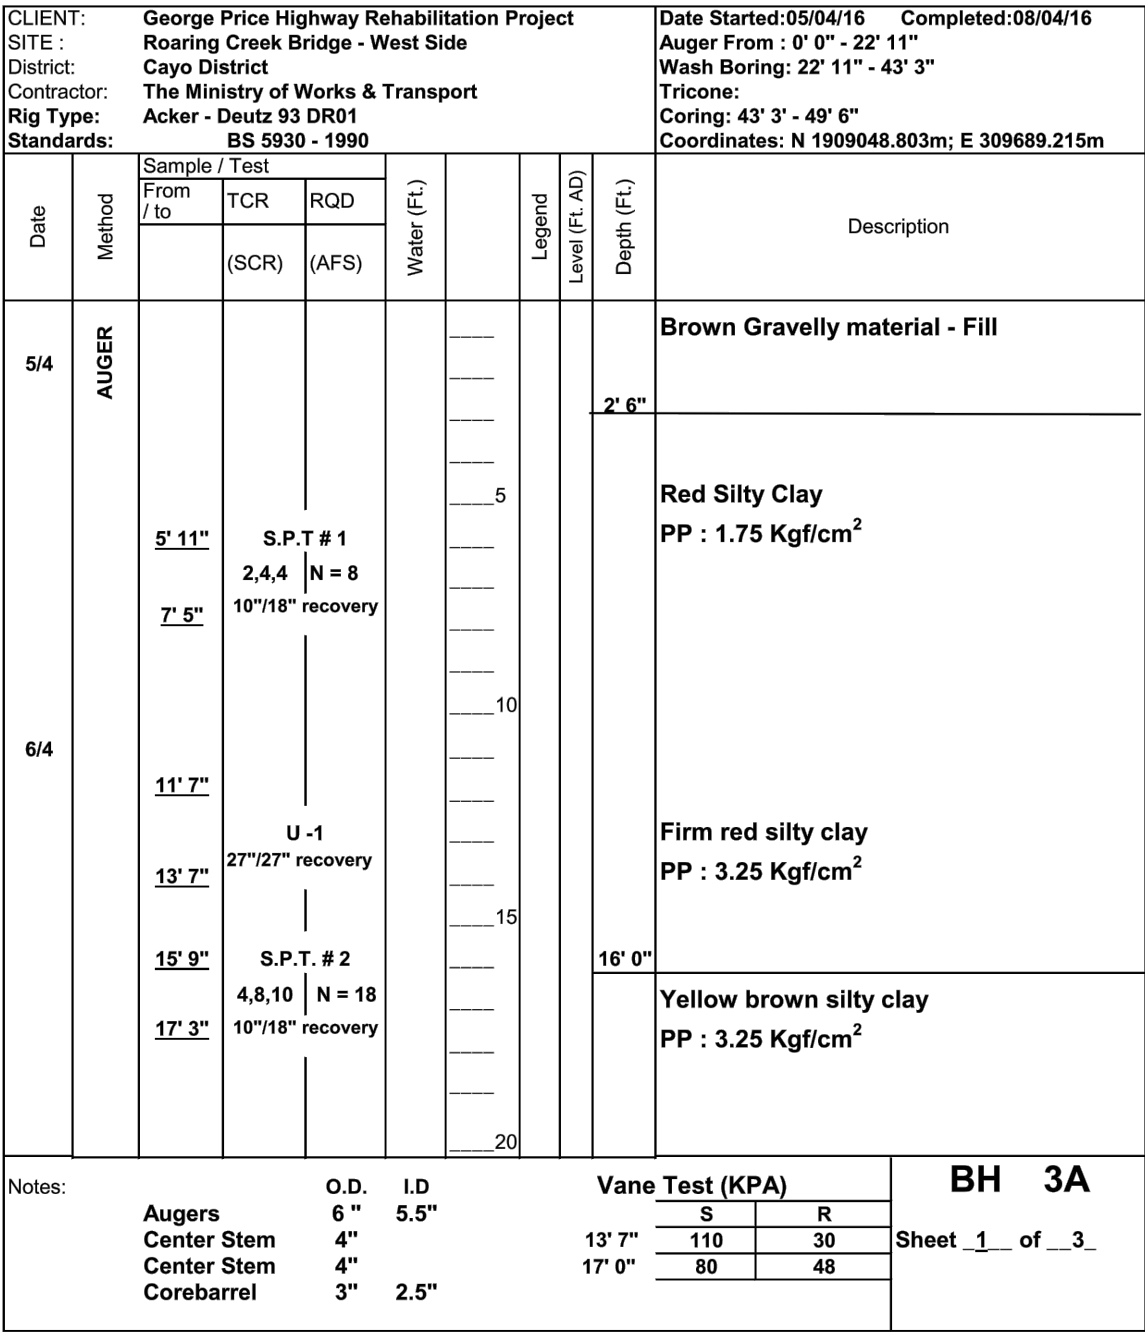 CLIENT: George Price Highway Rehabilitation Project
SITE : Roaring Creek Bridge - West Side
District: Cayo District
Contractor: The Ministry of Works & Transport
Rig Type: Acker - Deutz 93 DR01
Standards: BS 5930 - 1990
Date Started:05/04/16 Completed:08/04/16
Auger From : 0' 0" - 22' 11"
Wash Boring: 22' 11" - 43' 3"
Tricone:
Coring: 43' 3' - 49' 6"
Coordinates: N 1909048.803m; E 309689.215m
Date
Method
Sample / Test
From
/ to
TCR
RQD
(SCR)
(AFS)
Water (Ft.)
Legend
Level (Ft. AD)
Depth (Ft.)
Description
5/4
AUGER
Brown Gravelly material - Fill
2' 6"
____5
Red Silty Clay
PP : 1.75 Kgf/cm²
5' 11" S.P.T # 1
2,4,4 N = 8
7' 5" 10"/18" recovery
____10
6/4
11' 7"
U -1
27"/27" recovery
13' 7"
Firm red silty clay
PP : 3.25 Kgf/cm²
____15
15' 9" S.P.T. # 2
16' 0"
4,8,10 N = 18
17' 3" 10"/18" recovery
Yellow brown silty clay
PP : 3.25 Kgf/cm²
____20
Notes:
O.D. I.D
Augers 6 " 5.5"
Center Stem 4"
Center Stem 4"
Corebarrel 3" 2.5"
Vane Test (KPA)
S R
13' 7" 110 30
17' 0" 80 48
BH 3A
Sheet _1__ of __3_